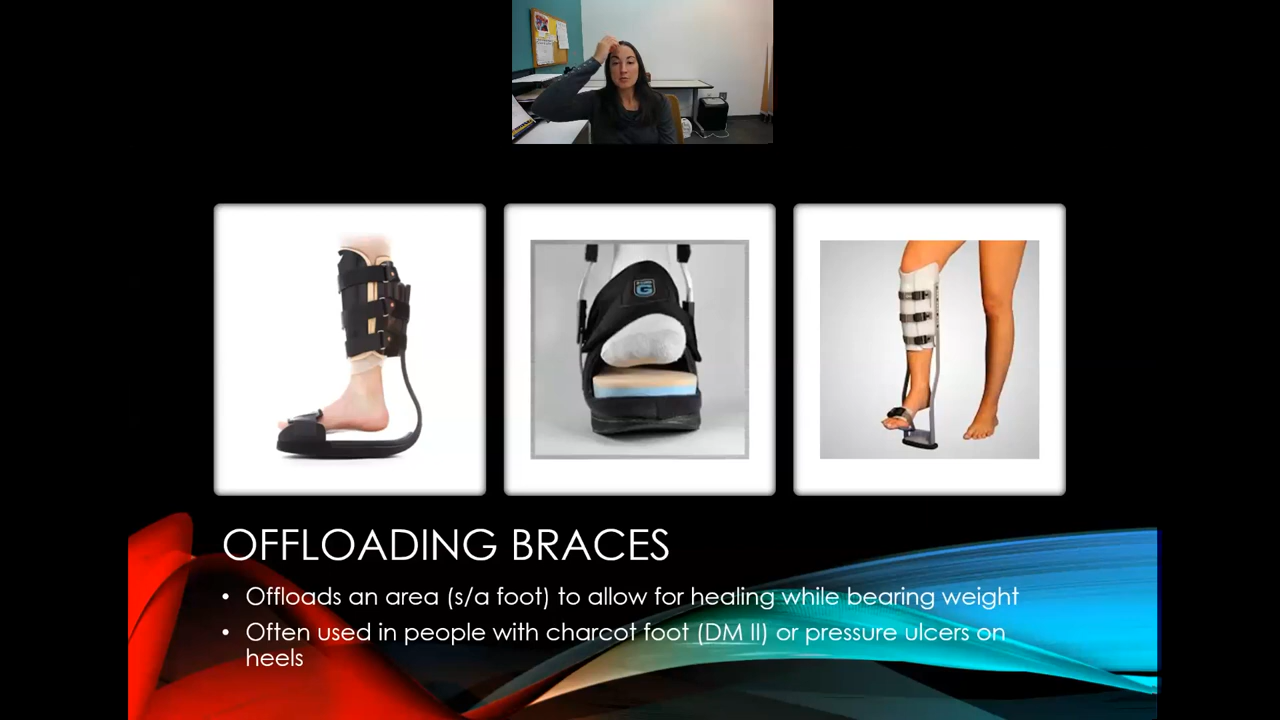 G
OFFLOADING BRACES
• Offloads an area (s/a foot) to allow for healing while bearing weight
• Often used in people with charcot foot (DM II) or pressure ulcers on
heels